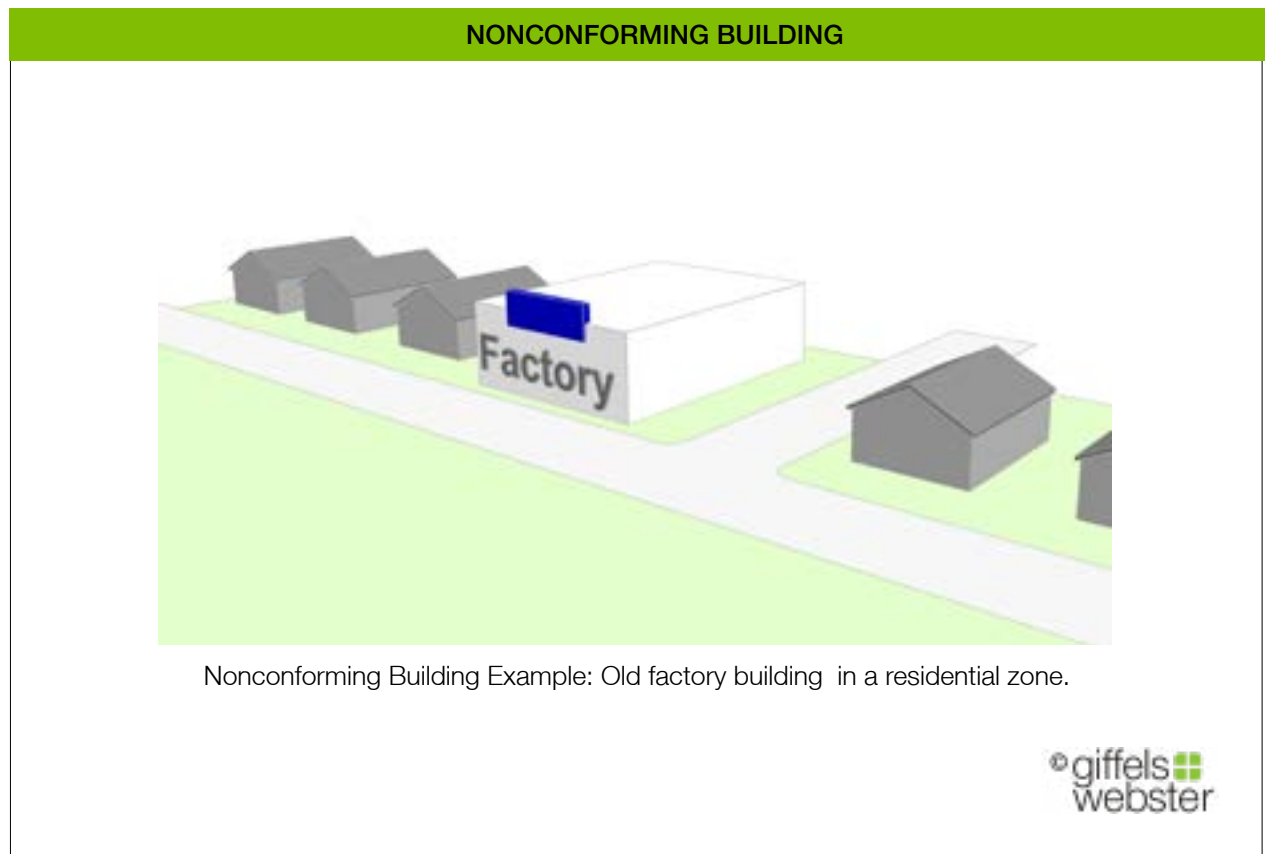 NONCONFORMING BUILDING
Factory
Nonconforming Building Example: Old factory building in a residential zone.
© giffels
webster